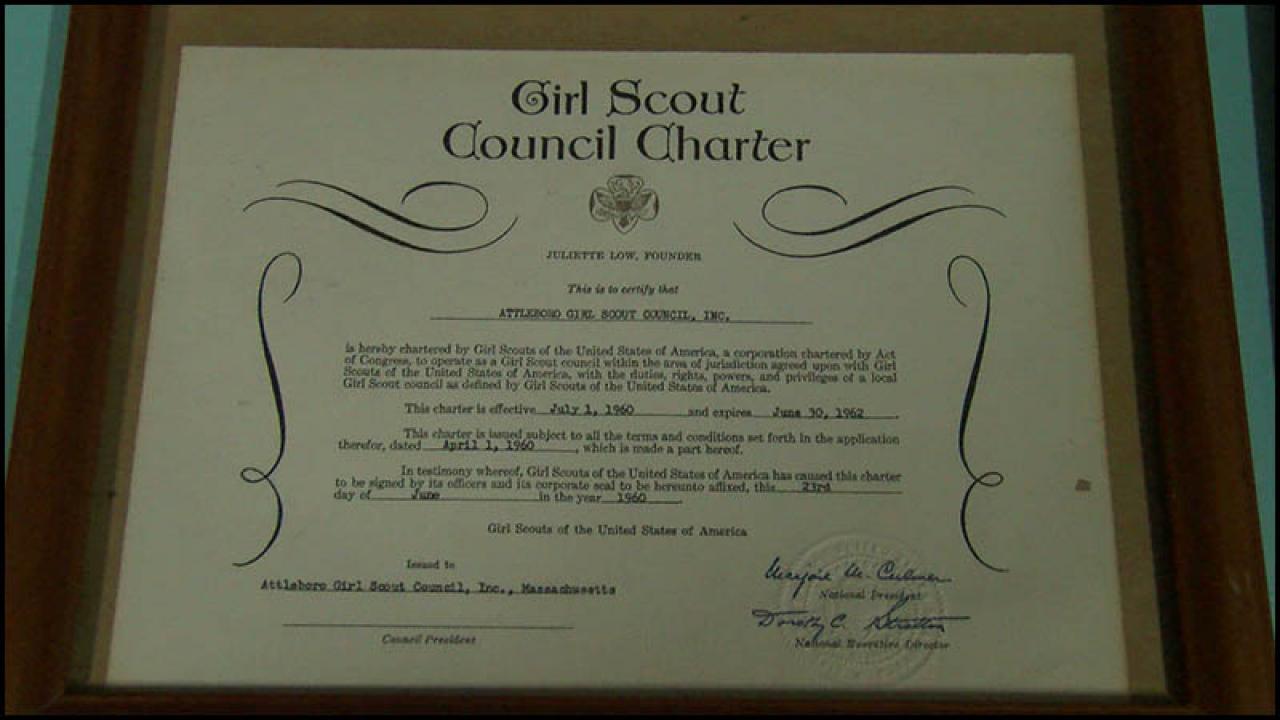 Girl Scout
Council Charter
JULIETTE LOW, FOUNDER
This is to certify that
ATTLEBORO GIRL SCOUT COUNCIL, INC.
is hereby chartered by Girl Scouts of the United States of America, a corporation chartered by Act
of Congress, to operate as a Girl Scout council within the area of jurisdiction agreed upon with Girl
Scouts of the United States of America, with the duties, rights, powers, and privileges of a local
Girl Scout council as defined by Girl Scouts of the United States of America.
This charter is effective July 1, 1960 and expires June 30, 1962.
This charter is issued subject to all the terms and conditions set forth in the application
therefor, dated April 1, 1960, which is made a part hereof.
In testimony whereof, Girl Scouts of the United States of America has caused this charter
to be signed by its officers and its corporate seal to be hereunto affixed, this 23rd
day of June in the year 1960.
Girl Scouts of the United States of America
Issued to
Attleboro Girl Scout Council, Inc., Massachusetts
Council President
Marjorie M. Culmer
National President
Dorothy C. Stratton
National Executive Director